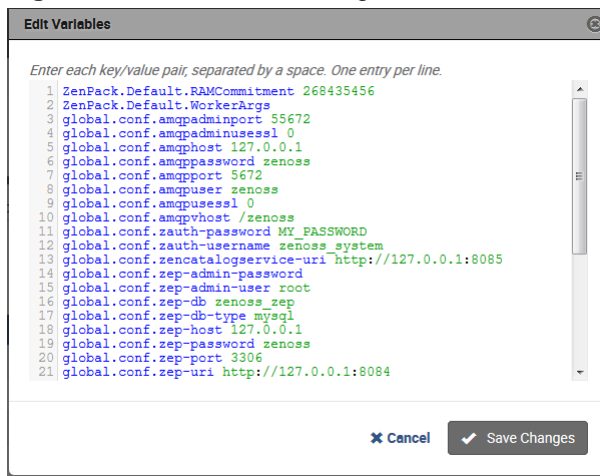 Edit Variables
Enter each key/value pair, separated by a space. One entry per line.
1 ZenPack.Default.RAMCommitment 268435456
2 ZenPack.Default.WorkerArgs
3 global.conf.amqpadminport 55672
4 global.conf.amqpadminusessl 0
5 global.conf.amqphost 127.0.0.1
6 global.conf.amqppassword zenoss
7 global.conf.amqpport 5672
8 global.conf.amqpuser zenoss
9 global.conf.amqpusessl 0
10 global.conf.amqpvhost /zenoss
11 global.conf.zauth-password MY_PASSWORD
12 global.conf.zauth-username zenoss_system
13 global.conf.zencatalogservice-uri http://127.0.0.1:8085
14 global.conf.zep-admin-password
15 global.conf.zep-admin-user root
16 global.conf.zep-db zenoss_zep
17 global.conf.zep-db-type mysql
18 global.conf.zep-host 127.0.0.1
19 global.conf.zep-password zenoss
20 global.conf.zep-port 3306
21 global.conf.zep-uri http://127.0.0.1:8084
Cancel Save Changes